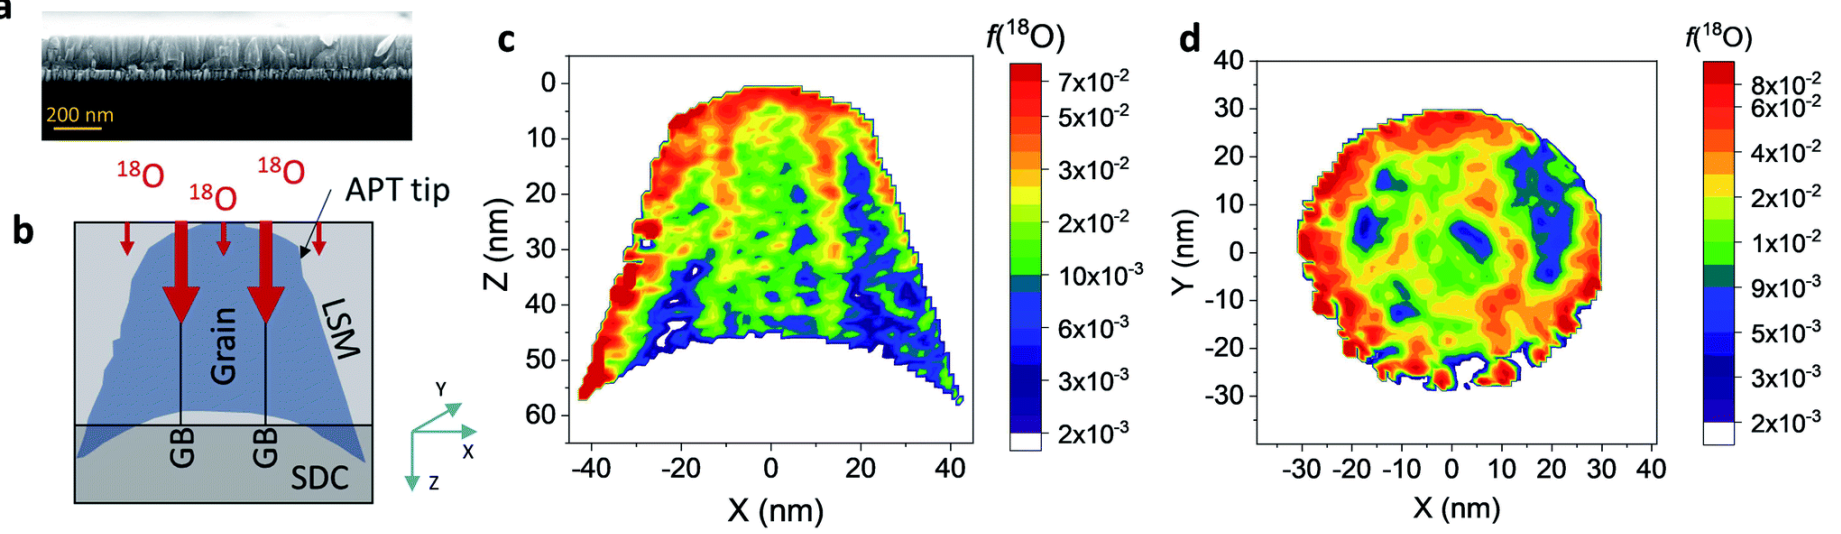 a
200 nm
18O
18O
18O
APT tip
b
Grain
LSM
GB
GB
SDC
Y
X
Z
c
f(18O)
0
10
20
30
40
50
60
Z (nm)
-40 -20 0 20 40
X (nm)
7x10-2
5x10-2
3x10-2
2x10-2
10x10-3
6x10-3
3x10-3
2x10-3
d
f(18O)
40
30
20
10
0
-10
-20
-30
Y (nm)
-30 -20 -10 0 10 20 30 40
X (nm)
8x10-2
6x10-2
4x10-2
2x10-2
1x10-2
9x10-3
5x10-3
3x10-3
2x10-3